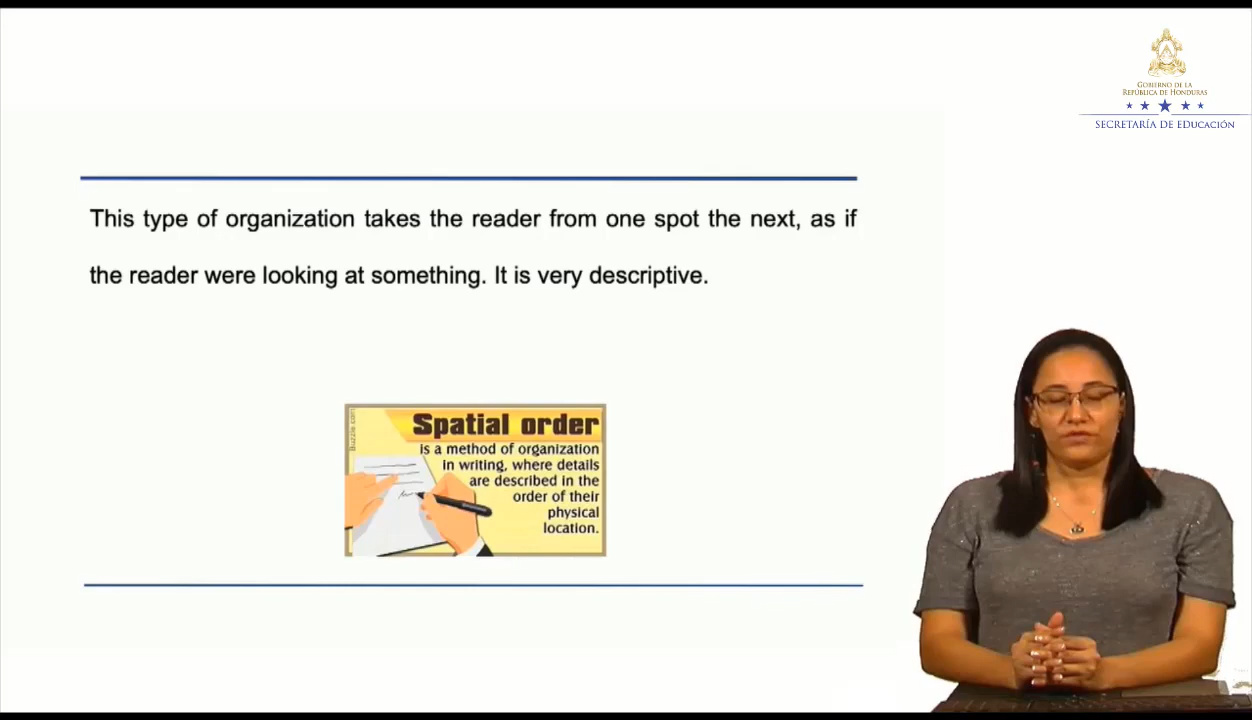 GOBIERNO DE LA
REPÚBLICA DE HONDURAS
SECRETARÍA DE EDUCACIÓN
This type of organization takes the reader from one spot the next, as if
the reader were looking at something. It is very descriptive.
Buzzle.com
Spatial order
is a method of organization
in writing, where details
are described in the
order of their
physical
location.